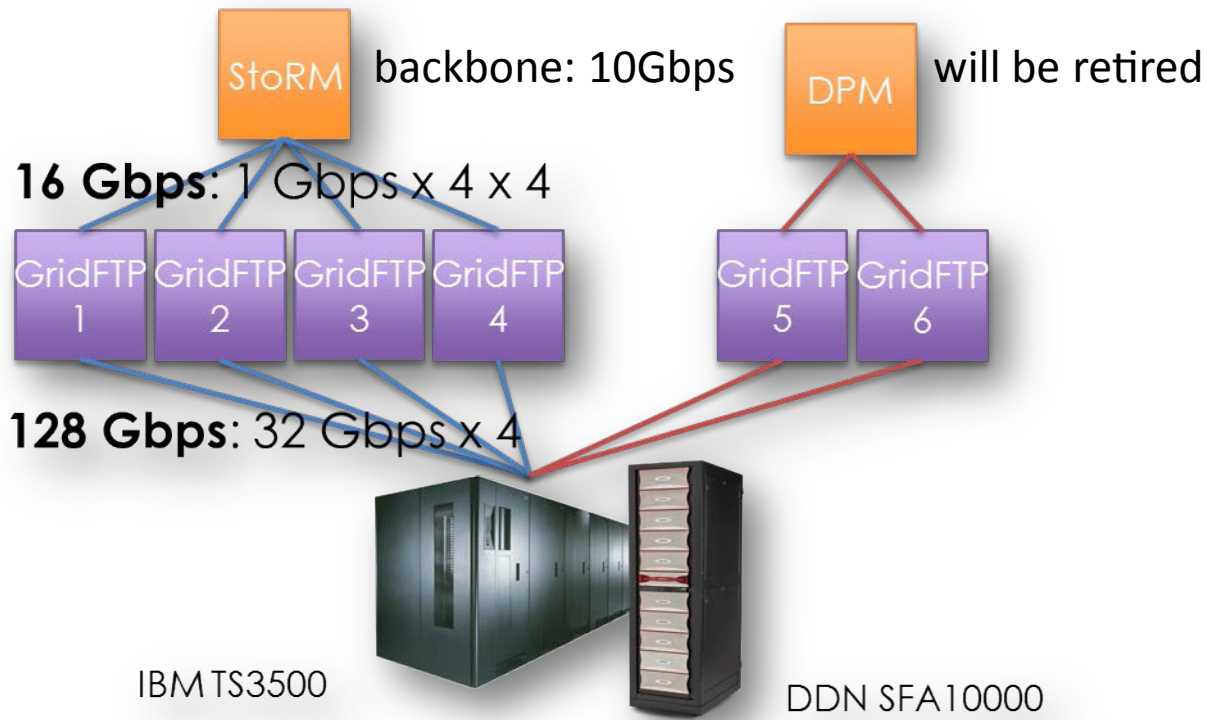 StoRM
backbone: 10Gbps
DPM
will be retired
16 Gbps: 1 Gbps x 4 x 4
GridFTP
1
GridFTP
2
GridFTP
3
GridFTP
4
GridFTP
5
GridFTP
6
128 Gbps: 32 Gbps x 4
IBM TS3500
DDN SFA10000